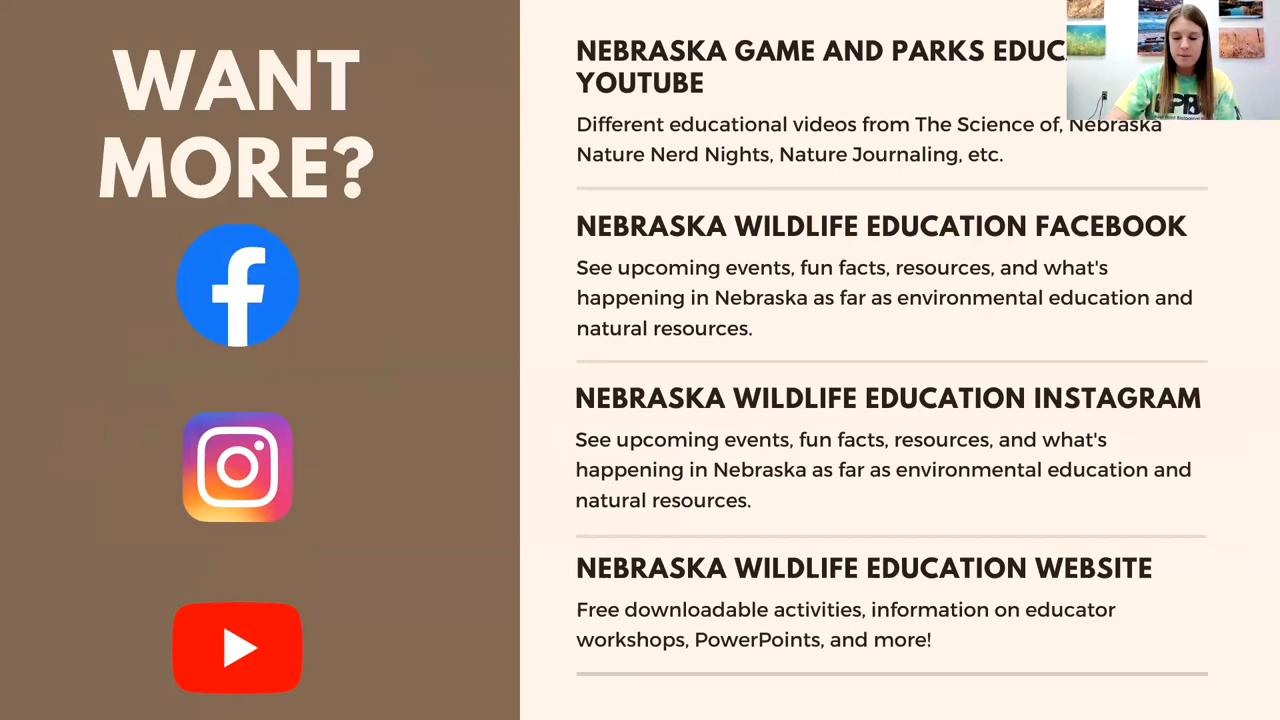 WANT
MORE?
NEBRASKA GAME AND PARKS
YOUTUBE
Different educational videos from The Science of, Nebraska
Nature Nerd Nights, Nature Journaling, etc.
NEBRASKA WILDLIFE EDUCATION FACEBOOK
See upcoming events, fun facts, resources, and what's
happening in Nebraska as far as environmental education and
natural resources.
NEBRASKA WILDLIFE EDUCATION INSTAGRAM
See upcoming events, fun facts, resources, and what's
happening in Nebraska as far as environmental education and
natural resources.
NEBRASKA WILDLIFE EDUCATION WEBSITE
Free downloadable activities, information on educator
workshops, PowerPoints, and more!